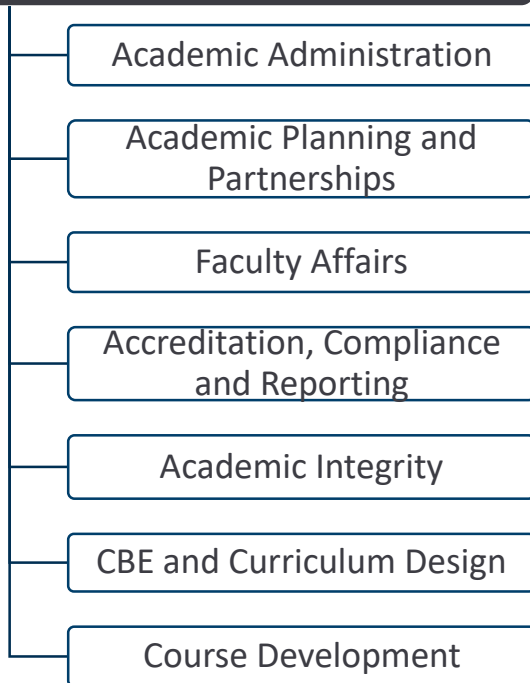 Academic Administration
Academic Planning and
Partnerships
Faculty Affairs
Accreditation, Compliance
and Reporting
Academic Integrity
CBE and Curriculum Design
Course Development